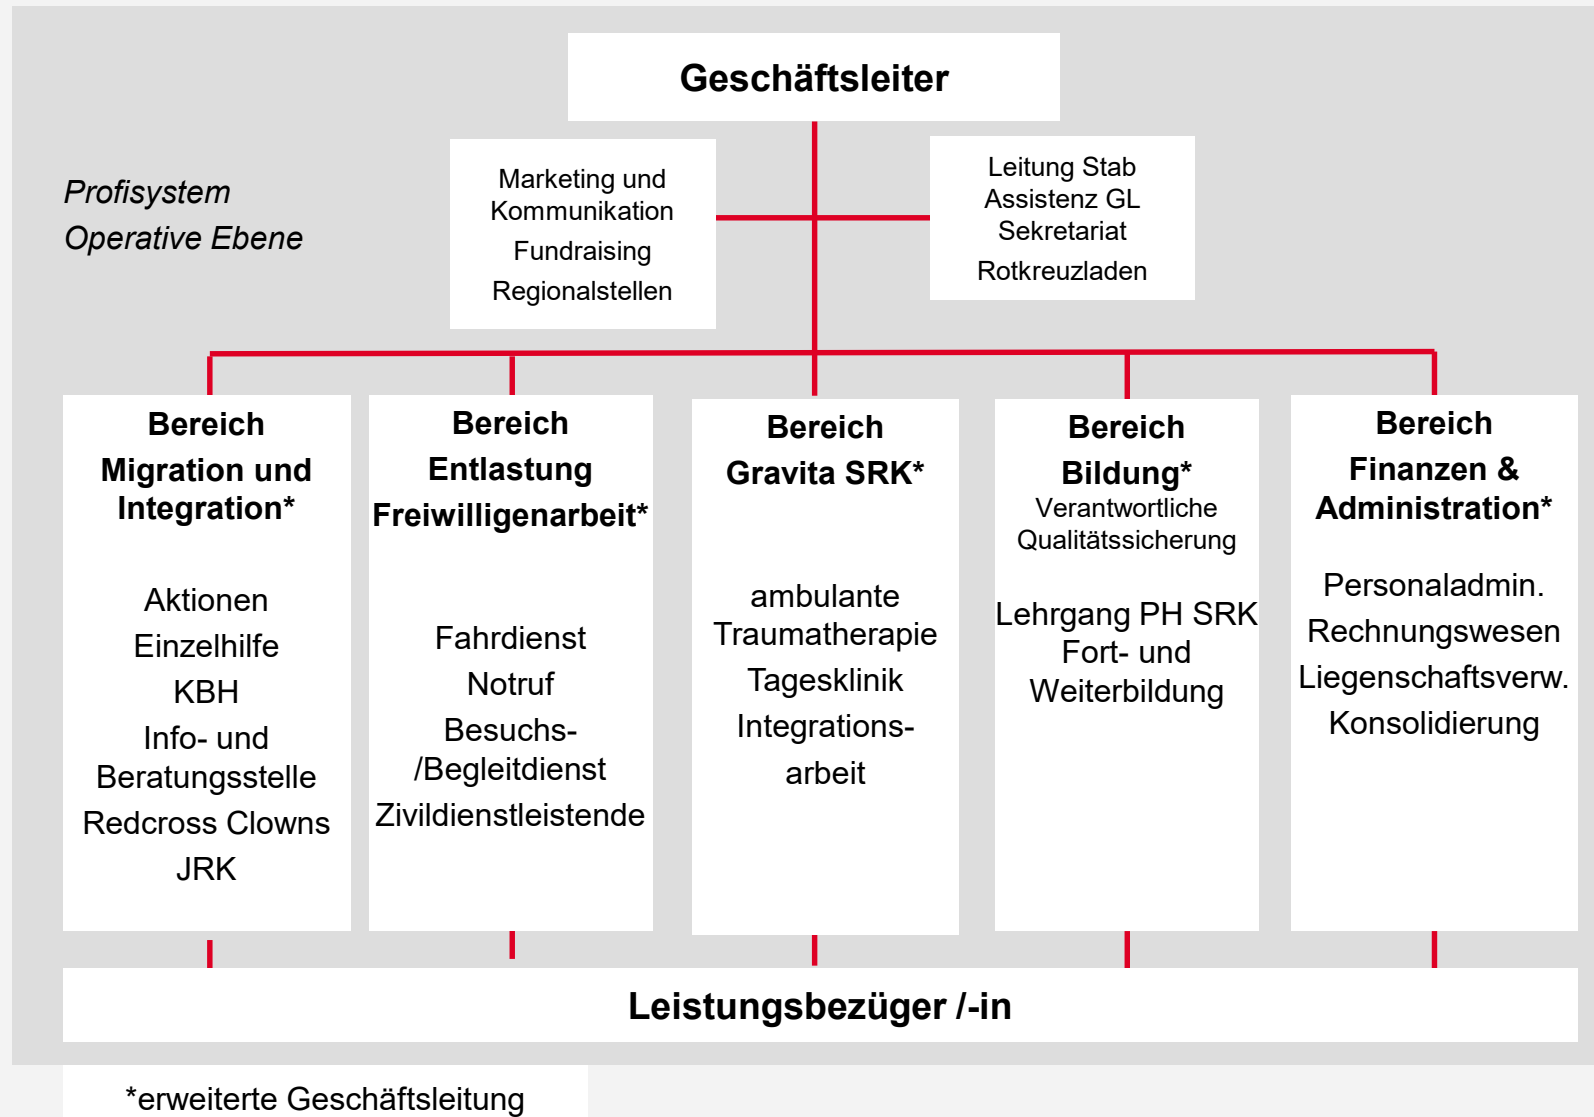 Geschäftsleiter
Profisystem
Operative Ebene
Marketing und
Kommunikation
Fundraising
Regionalstellen
Leitung Stab
Assistenz GL
Sekretariat
Rotkreuzladen
Bereich
Migration und
Integration*
Aktionen
Einzelhilfe
KBH
Info- und
Beratungsstelle
Redcross Clowns
JRK
Bereich
Entlastung
Freiwilligenarbeit*
Fahrdienst
Notruf
Besuchs-
/Begleitdienst
Zivildienstleistende
Bereich
Gravita SRK*
ambulante
Traumatherapie
Tagesklinik
Integrations-
arbeit
Bereich
Bildung*
Verantwortliche
Qualitätssicherung
Lehrgang PH SRK
Fort- und
Weiterbildung
Bereich
Finanzen &
Administration*
Personaladmin.
Rechnungswesen
Liegenschaftsverw.
Konsolidierung
Leistungsbezüger /-in
*erweiterte Geschäftsleitung